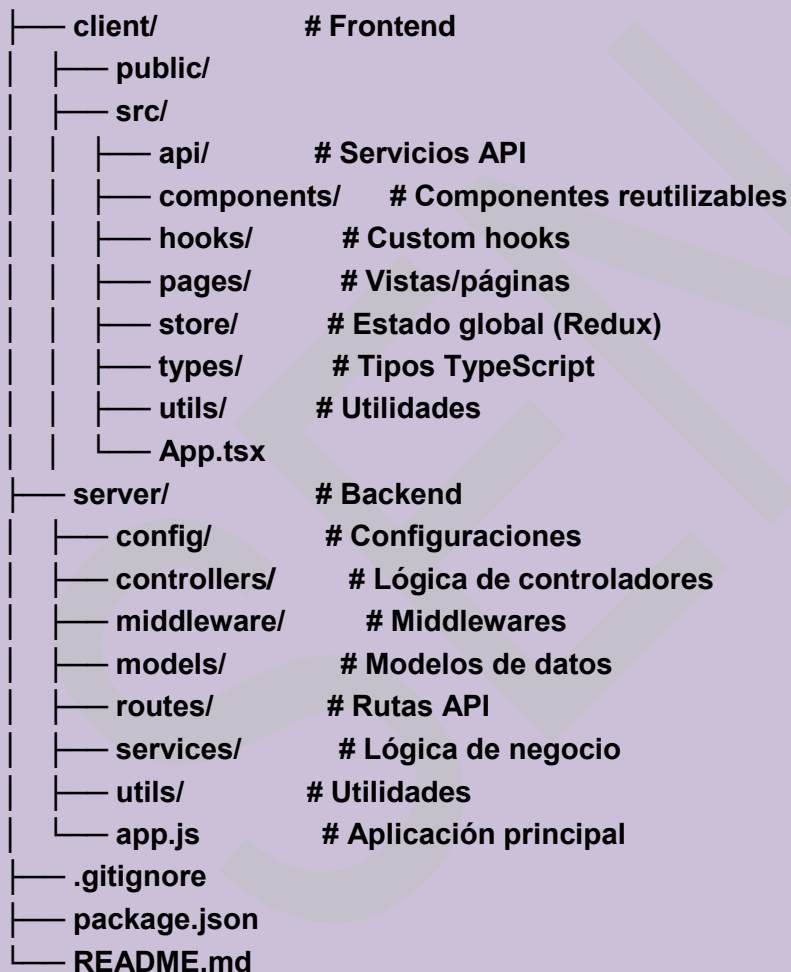 ├── client/ # Frontend
│ ├── public/
│ ├── src/
│ │ ├── api/ # Servicios API
│ │ ├── components/ # Componentes reutilizables
│ │ ├── hooks/ # Custom hooks
│ │ ├── pages/ # Vistas/páginas
│ │ ├── store/ # Estado global (Redux)
│ │ ├── types/ # Tipos TypeScript
│ │ ├── utils/ # Utilidades
│ │ └── App.tsx
├── server/ # Backend
│ ├── config/ # Configuraciones
│ ├── controllers/ # Lógica de controladores
│ ├── middleware/ # Middlewares
│ ├── models/ # Modelos de datos
│ ├── routes/ # Rutas API
│ ├── services/ # Lógica de negocio
│ ├── utils/ # Utilidades
│ └── app.js # Aplicación principal
├── .gitignore
├── package.json
└── README.md